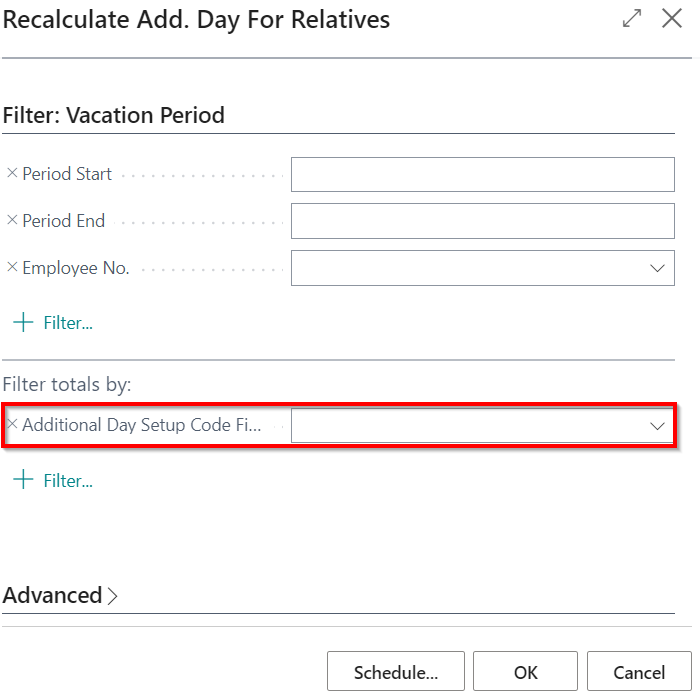 Recalculate Add. Day For Relatives
Filter: Vacation Period
Period Start
Period End
Employee No.
Filter...
Filter totals by:
Additional Day Setup Code Fi...
Filter...
Advanced
Schedule... OK Cancel